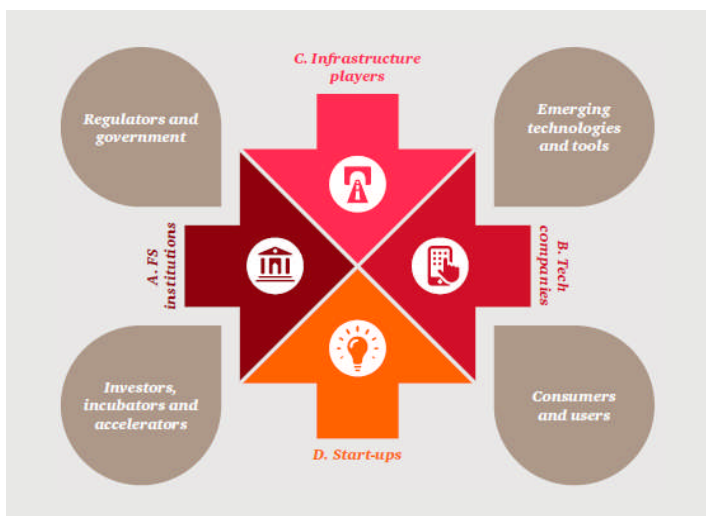 C. Infrastructure
players
Regulators and
government
Emerging
technologies
and tools
A. FS
institutions
B. Tech
companies
Investors,
incubators and
accelerators
Consumers
and users
D. Start-ups